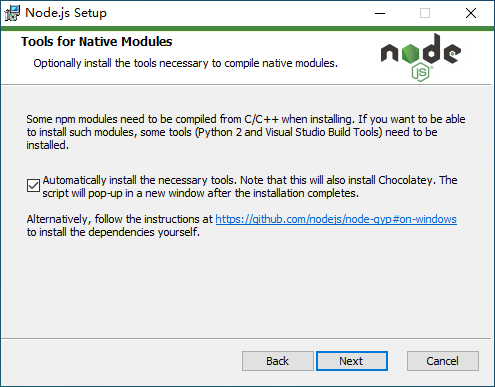 Node.js Setup
Tools for Native Modules
Optionally install the tools necessary to compile native modules.
node
JS
Some npm modules need to be compiled from C/C++ when installing. If you want to be able
to install such modules, some tools (Python 2 and Visual Studio Build Tools) need to be
installed.
Automatically install the necessary tools. Note that this will also install Chocolatey. The
script will pop-up in a new window after the installation completes.
Alternatively, follow the instructions at https://github.com/nodejs/node-gyp#on-windows
to install the dependencies yourself.
Back
Next
Cancel